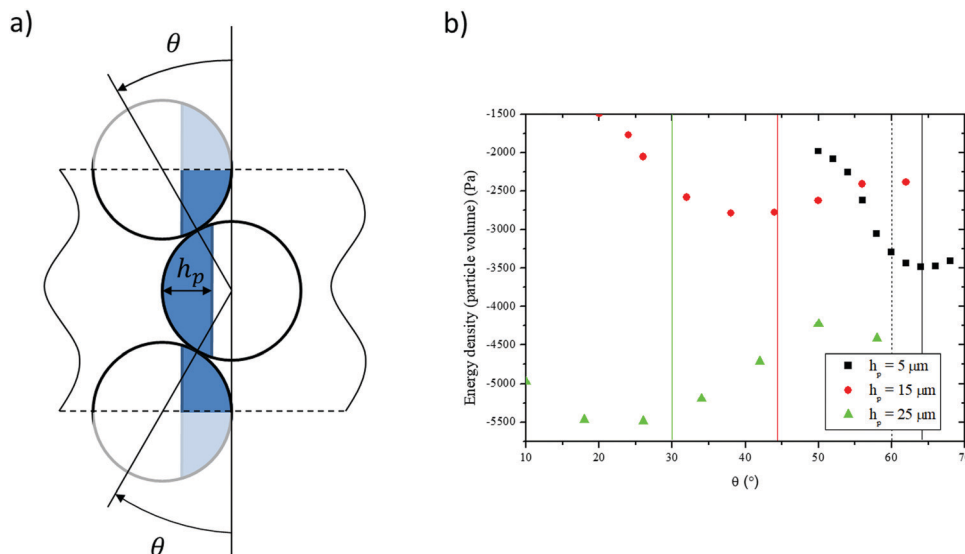 a)
θ
h_p
θ
b)
Energy density (particle volume) (Pa)
-1500
-2000
-2500
-3000
-3500
-4000
-4500
-5000
-5500
h_p = 5 μm
h_p = 15 μm
h_p = 25 μm
10 20 30 40 50 60 70
θ (°)